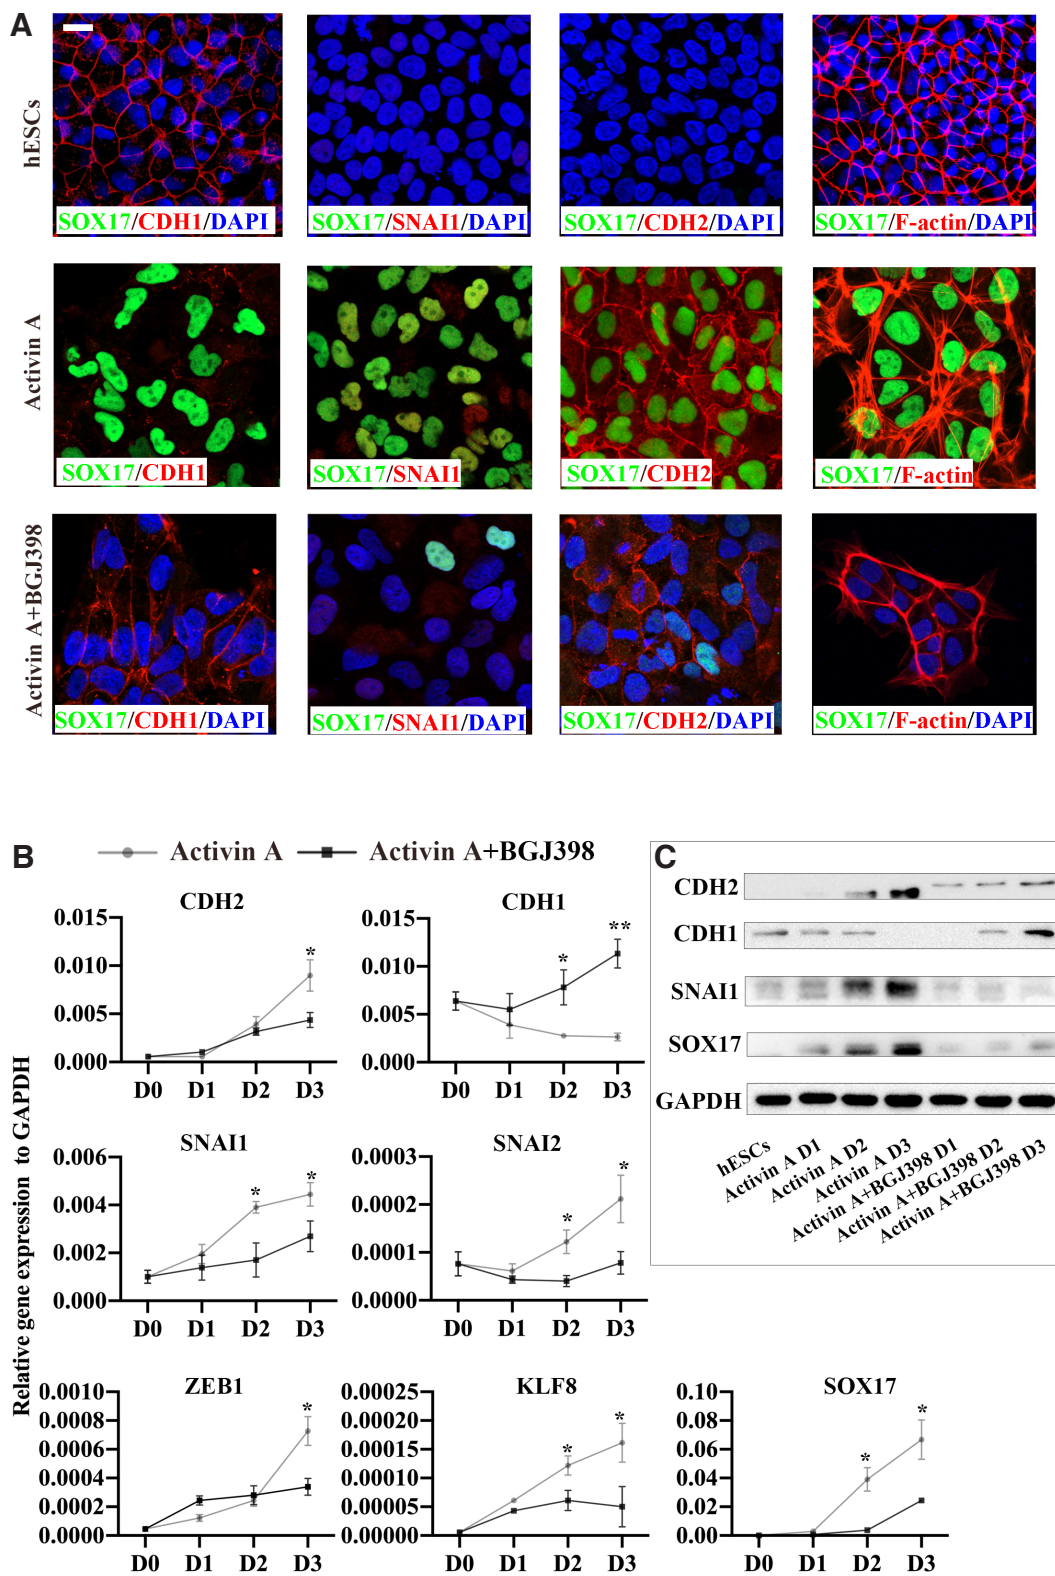 A
hESCs
SOX17/CDH1/DAPI
SOX17/SNAI1/DAPI
SOX17/CDH2/DAPI
SOX17/F-actin/DAPI
Activin A
SOX17/CDH1
SOX17/SNAI1
SOX17/CDH2
SOX17/F-actin
Activin A+BGJ398
SOX17/CDH1/DAPI
SOX17/SNAI1/DAPI
SOX17/CDH2/DAPI
SOX17/F-actin/DAPI
B
Activin A
Activin A+BGJ398
Relative gene expression to GAPDH
CDH2
0.015
0.010
0.005
0.000
*
D0 D1 D2 D3
CDH1
0.015
0.010
0.005
0.000
* **
D0 D1 D2 D3
SNAI1
0.006
0.004
0.002
0.000
* *
D0 D1 D2 D3
SNAI2
0.0003
0.0002
0.0001
0.0000
* *
D0 D1 D2 D3
ZEB1
0.0010
0.0008
0.0006
0.0004
0.0002
0.0000
*
D0 D1 D2 D3
KLF8
0.00025
0.00020
0.00015
0.00010
0.00005
0.00000
* *
D0 D1 D2 D3
SOX17
0.10
0.08
0.06
0.04
0.02
0.00
* *
D0 D1 D2 D3
C
CDH2
CDH1
SNAI1
SOX17
GAPDH
hESCs
Activin A D1
Activin A D2
Activin A D3
Activin A+BGJ398 D1
Activin A+BGJ398 D2
Activin A+BGJ398 D3